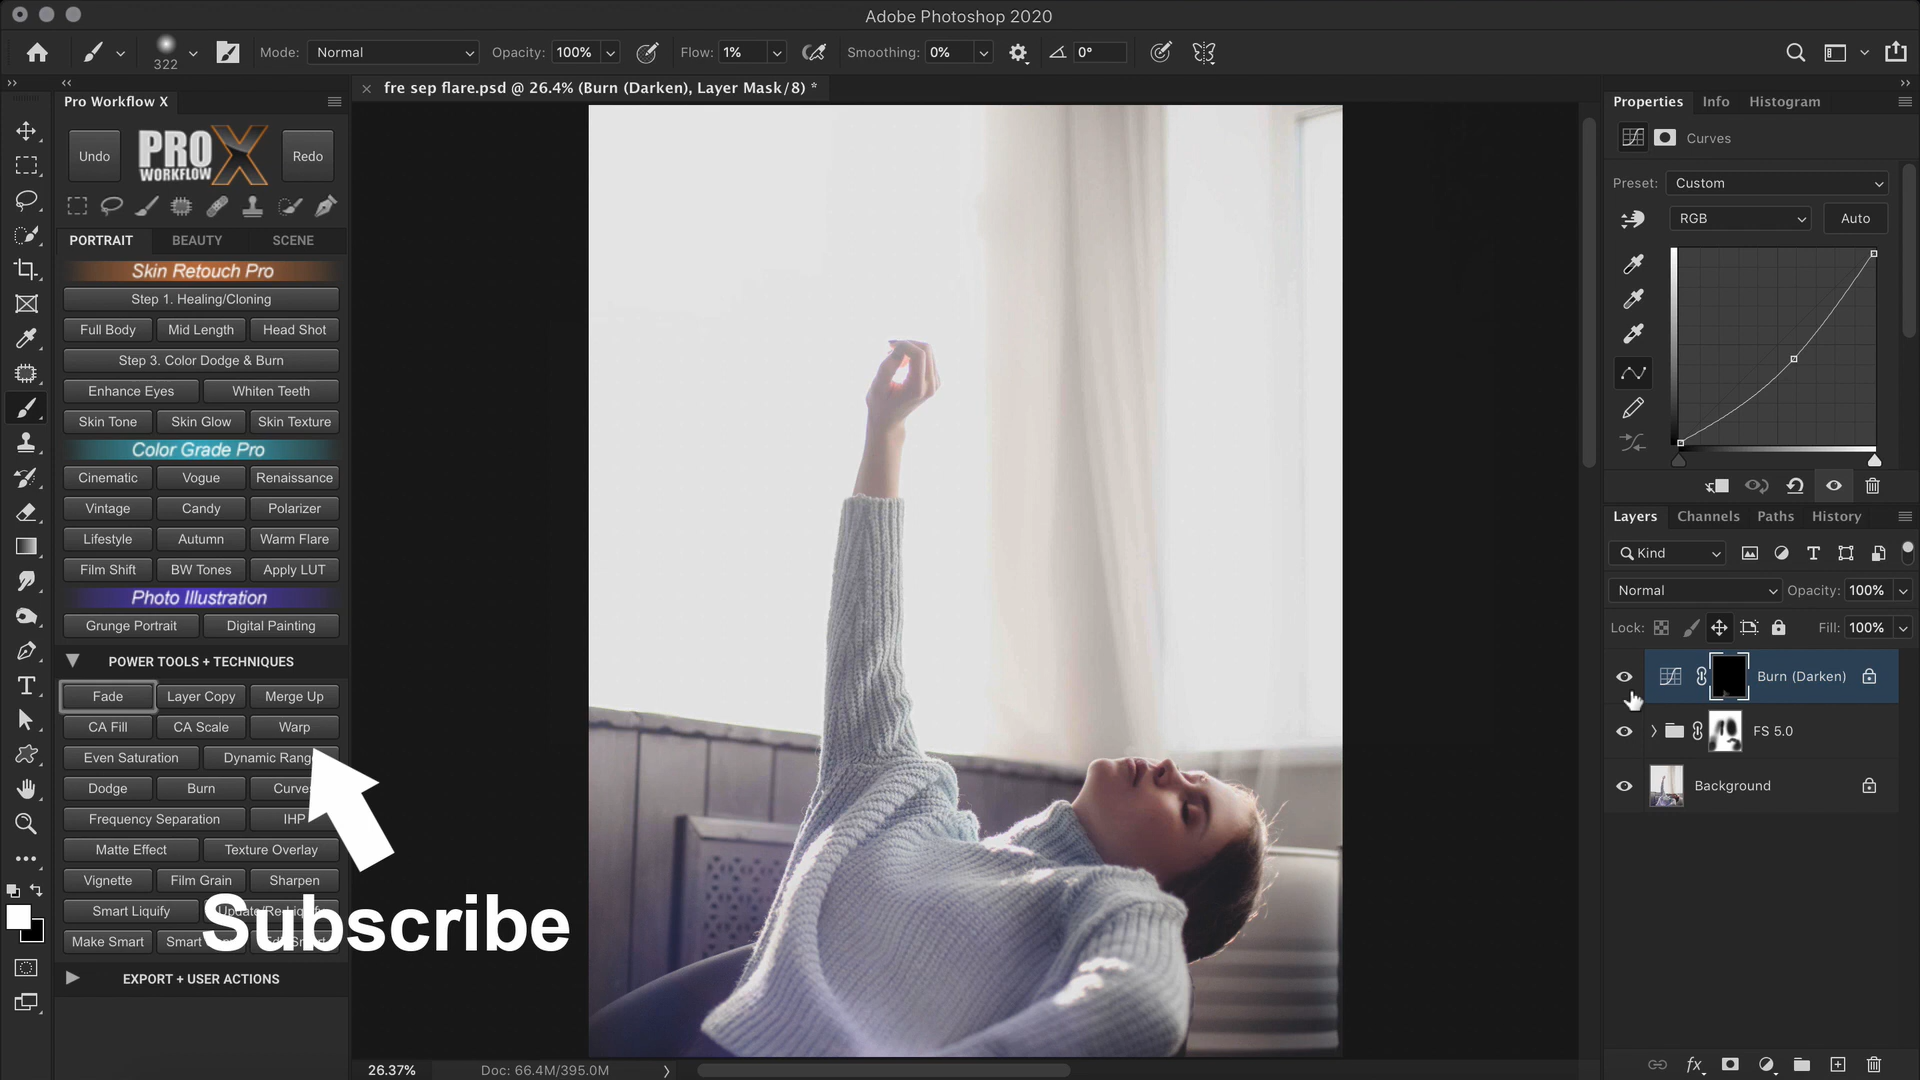 Adobe Photoshop 2020
322
Mode: Normal
Opacity: 100%
Flow: 1%
Smoothing: 0%
0°
Pro Workflow X
fre sep flare.psd @ 26.4% (Burn (Darken), Layer Mask/8) *
Properties Info Histogram
Undo
PRO X
WORKFLOW
Redo
Curves
Preset: Custom
RGB
Auto
PORTRAIT BEAUTY SCENE
Skin Retouch Pro
Step 1. Healing/Cloning
Full Body Mid Length Head Shot
Step 3. Color Dodge & Burn
Enhance Eyes Whiten Teeth
Skin Tone Skin Glow Skin Texture
Color Grade Pro
Cinematic Vogue Renaissance
Vintage Candy Polarizer
Lifestyle Autumn Warm Flare
Film Shift BW Tones Apply LUT
Photo Illustration
Grunge Portrait Digital Painting
POWER TOOLS + TECHNIQUES
Fade Layer Copy Merge Up
CA Fill CA Scale Warp
Even Saturation Dynamic Rang
Dodge Burn Curve
Frequency Separation IHP
Matte Effect Texture Overlay
Vignette Film Grain Sharpen
Smart Liquify
Make Smart Smart
Subscribe
EXPORT + USER ACTIONS
Layers Channels Paths History
Kind
Normal
Opacity: 100%
Lock:
Fill: 100%
Burn (Darken)
FS 5.0
Background
26.37%
Doc: 66.4M/395.0M